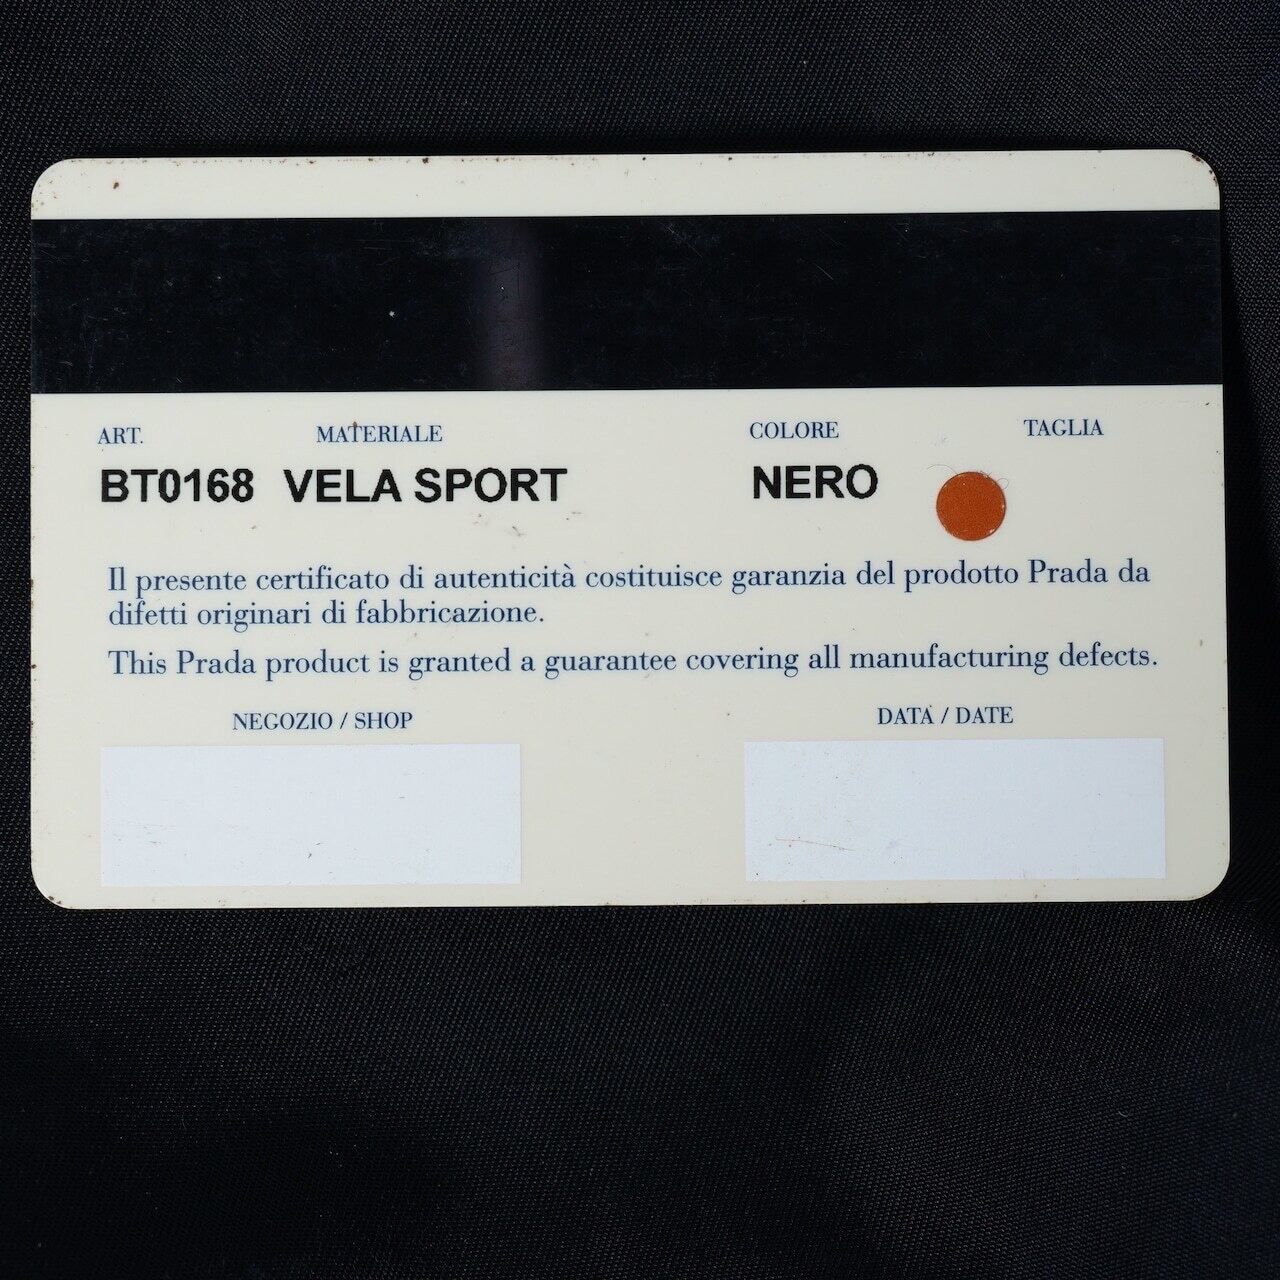 ART. MATERIALE COLORE TAGLIA
BT0168 VELA SPORT NERO
Il presente certificato di autenticità costituisce garanzia del prodotto Prada da
difetti originari di fabbricazione.
This Prada product is granted a guarantee covering all manufacturing defects.
NEGOZIO / SHOP DATA / DATE